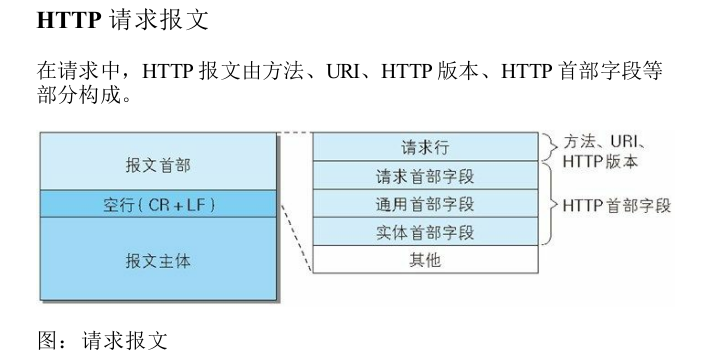 HTTP 请求报文
在请求中，HTTP 报文由方法、URI、HTTP 版本、HTTP 首部字段等
部分构成。
报文首部
空行（CR + LF）
报文主体
请求行
请求首部字段
通用首部字段
实体首部字段
其他
方法、URI、
HTTP版本
HTTP首部字段
图：请求报文